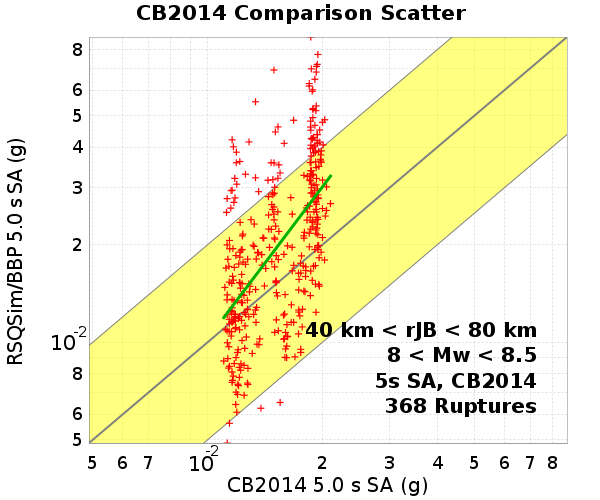 CB2014 Comparison Scatter
RSQSim/BBP 5.0 s SA (g)
8
6
5
4
3
2
10^-2
8
6
5
40 km < rJB < 80 km
8 < Mw < 8.5
5s SA, CB2014
368 Ruptures
5 6 7 10^-2 2 3 4 5 6 7 8
CB2014 5.0 s SA (g)